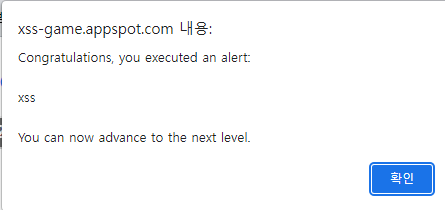 xss-game.appspot.com 내용:
Congratulations, you executed an alert:
xss
You can now advance to the next level.
확인